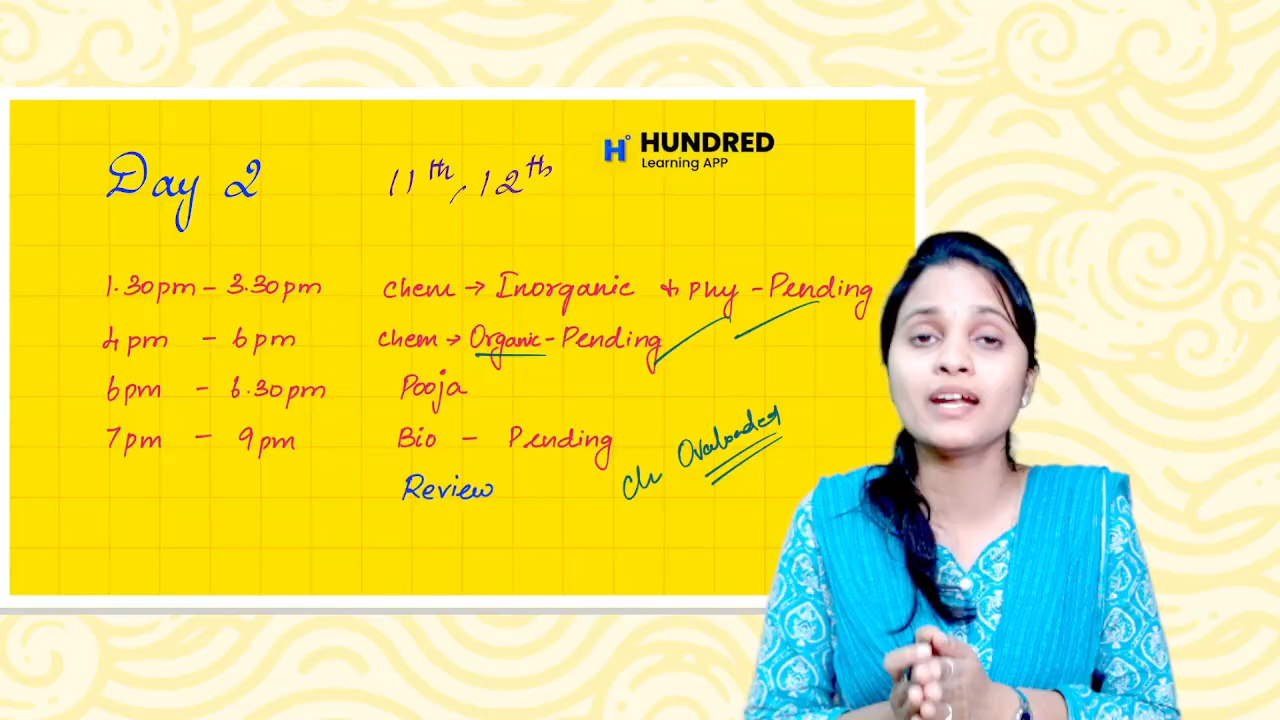 Day 2
11th, 12th
H° HUNDRED
Learning APP
1.30pm - 3.30pm chem → Inorganic & Phy - Pending
4pm - 6pm chem → Organic - Pending
6pm - 6.30pm Pooja
7pm - 9pm Bio - Pending
Review
Overloaded